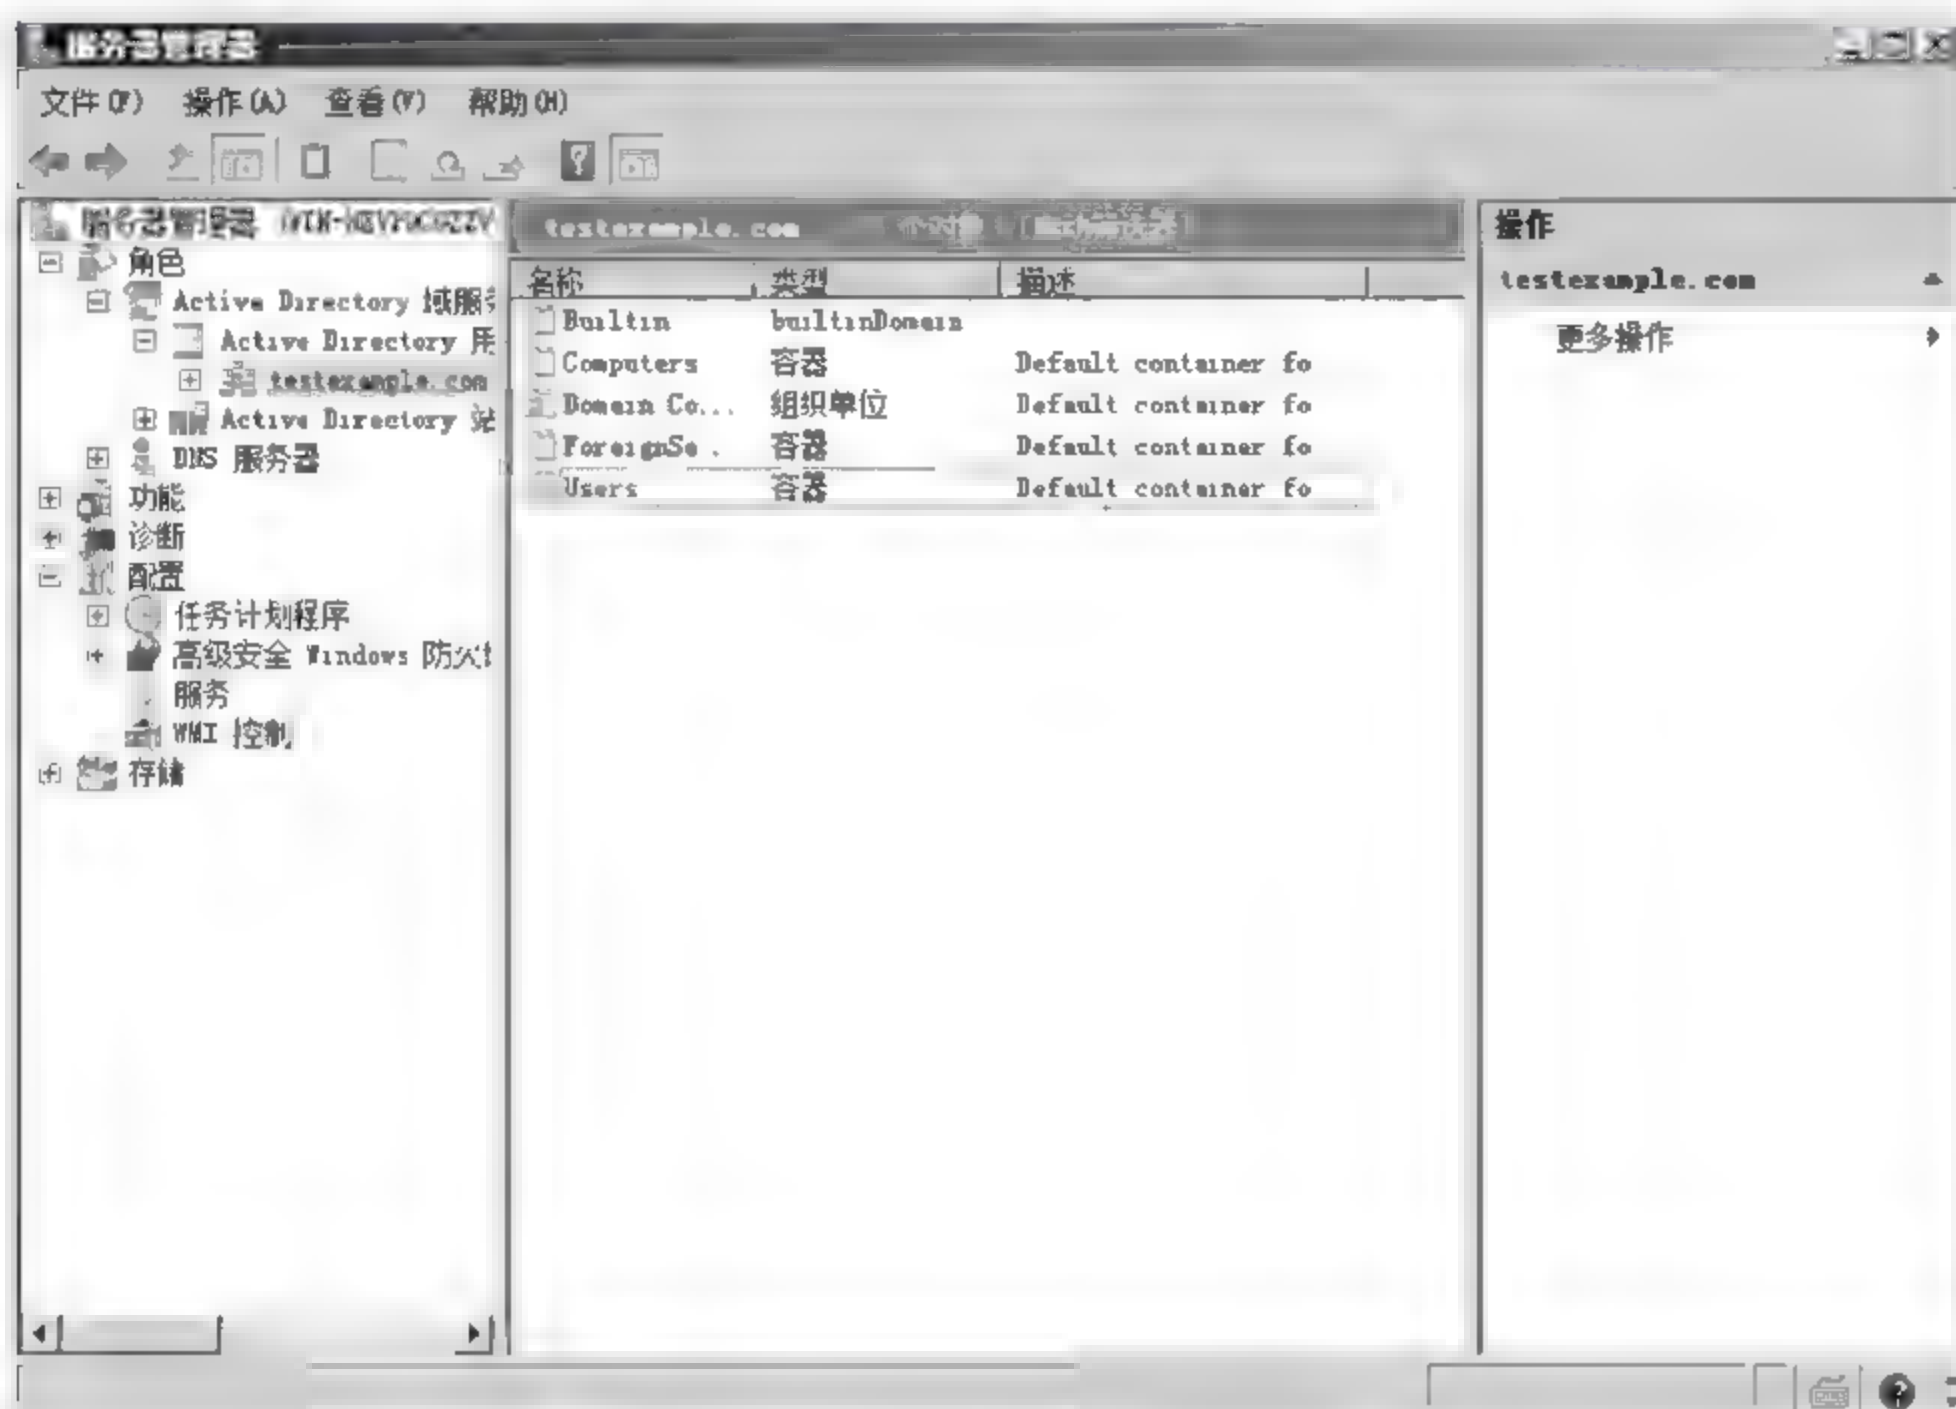 服务器管理器
文件(F) 操作(A) 查看(V) 帮助(H)
服务器管理器
角色
Active Directory 域服务
Active Directory 用
testexample.com
Active Directory 站
DNS 服务器
功能
诊断
配置
任务计划程序
高级安全 Windows 防火
服务
WMI 控制
存储
testexample.com 个对象
名称 类型 描述
Builtin builtinDomain
Computers 容器 Default container fo
Domain Co... 组织单位 Default container fo
ForeignSe . 容器 Default container fo
Users 容器 Default container fo
操作
testexample.com
更多操作